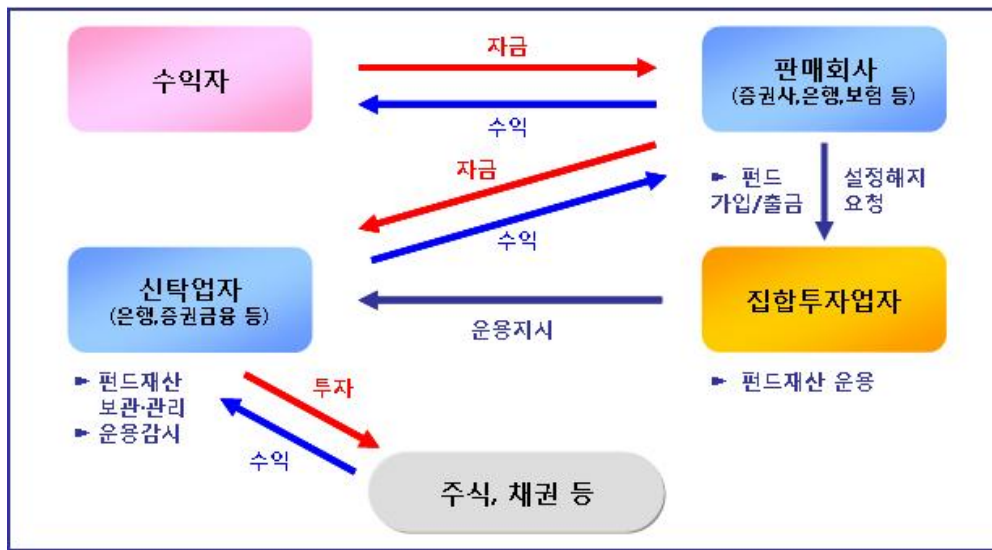 수익자
자금
수익
판매회사
(증권사,은행,보험 등)
자금
수익
► 펀드
가입/출금
설정해지
요청
신탁업자
(은행,증권금융 등)
운용지시
집합투자업자
► 펀드재산
보관·관리
► 운용감시
투자
수익
► 펀드재산 운용
주식, 채권 등